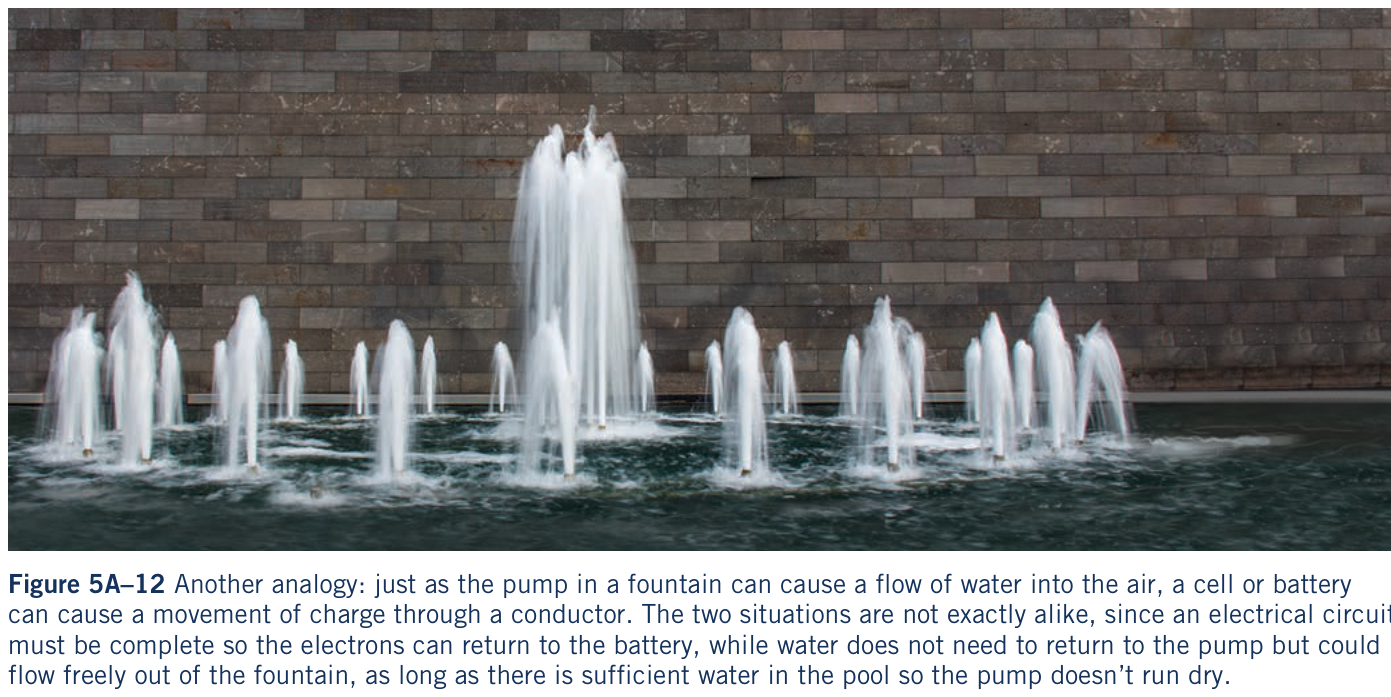 Figure 5A–12 Another analogy: just as the pump in a fountain can cause a flow of water into the air, a cell or battery
can cause a movement of charge through a conductor. The two situations are not exactly alike, since an electrical circuit
must be complete so the electrons can return to the battery, while water does not need to return to the pump but could
flow freely out of the fountain, as long as there is sufficient water in the pool so the pump doesn’t run dry.